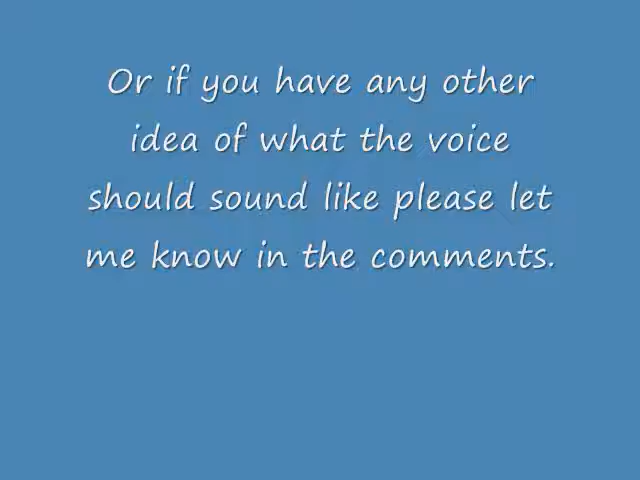 Or if you have any other
idea of what the voice
should sound like please let
me know in the comments.